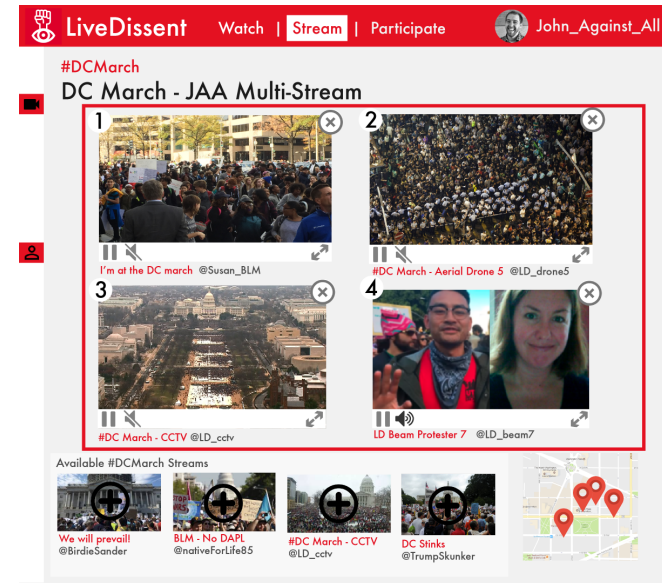 LiveDissent Watch | Stream | Participate John_Against_All
#DCMarch
DC March - JAA Multi-Stream
1 2
I'm at the DC march @Susan_BLM
#DC March - Aerial Drone 5 @LD_drone5
3 4
#DC March - CCTV @LD_cctv
LD Beam Protester 7 @LD_beam7
Available #DCMarch Streams
We will prevail!
@BirdieSander
BLM - No DAPL
@nativeForLife85
#DC March - CCTV
@LD_cctv
DC Stinks
@TrumpSkunker